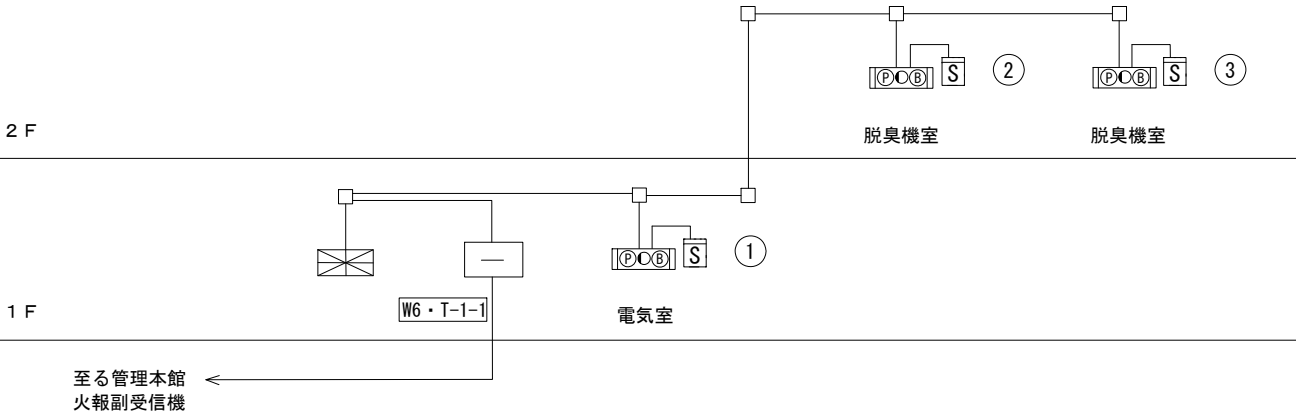 P B S ② P B S ③
脱臭機室 脱臭機室
2F
P B S ①
W6・T-1-1
電気室
1F
至る管理本館
火報副受信機